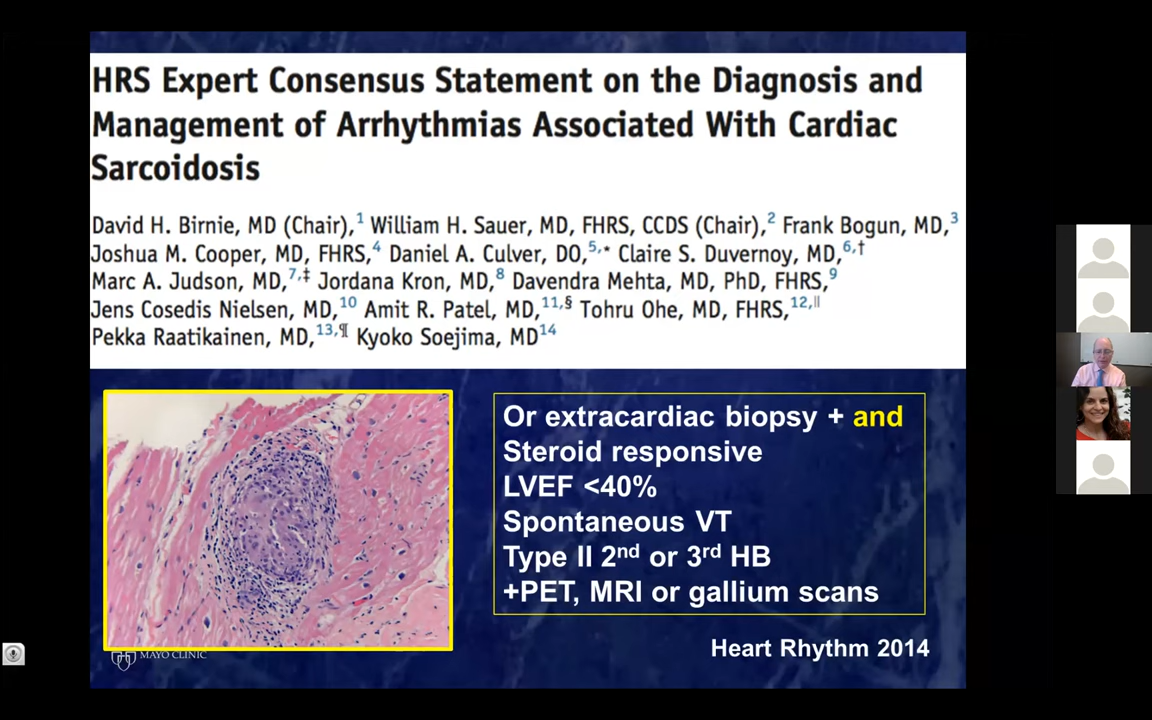 HRS Expert Consensus Statement on the Diagnosis and
Management of Arrhythmias Associated With Cardiac
Sarcoidosis
David H. Birnie, MD (Chair),1 William H. Sauer, MD, FHRS, CCDS (Chair),2 Frank Bogun, MD,3
Joshua M. Cooper, MD, FHRS,4 Daniel A. Culver, DO,5,* Claire S. Duvernoy, MD,6,†
Marc A. Judson, MD,7,‡ Jordana Kron, MD,8 Davendra Mehta, MD, PhD, FHRS,9
Jens Cosedis Nielsen, MD,10 Amit R. Patel, MD,11,§ Tohru Ohe, MD, FHRS,12,||
Pekka Raatikainen, MD,13,¶ Kyoko Soejima, MD14
Or extracardiac biopsy + and
Steroid responsive
LVEF <40%
Spontaneous VT
Type II 2nd or 3rd HB
+PET, MRI or gallium scans
MAYO CLINIC
Heart Rhythm 2014